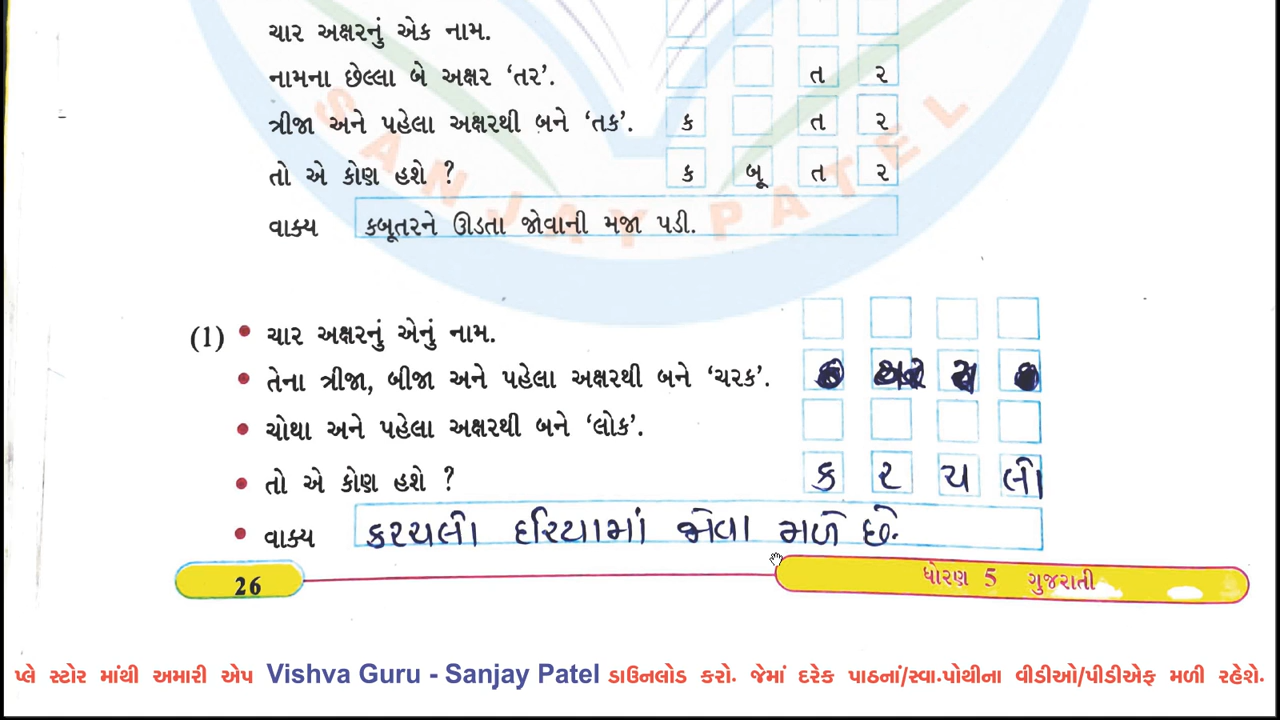 ચાર અક્ષરનું એક નામ.
નામના છેલ્લા બે અક્ષર ‘તર’. ત ર
ત્રીજા અને પહેલા અક્ષરથી બને ‘તક’. ક ત ર
તો એ કોણ હશે ? ક બૂ ત ર
વાક્ય કબૂતરને ઊડતા જોવાની મજા પડી.
SANJAY PATEL
(1) • ચાર અક્ષરનું એનું નામ.
• તેના ત્રીજા, બીજા અને પહેલા અક્ષરથી બને ‘ચરક’.
• ચોથા અને પહેલા અક્ષરથી બને ‘લોક’.
• તો એ કોણ હશે ? ક ર ચ લો
• વાક્ય કરચલો દરિયામાં જોવા મળે છે.
26 ધોરણ 5 ગુજરાતી
પ્લે સ્ટોર માંથી અમારી એપ Vishva Guru - Sanjay Patel ડાઉનલોડ કરો. જેમાં દરેક પાઠનાં/સ્વા.પોથીના વીડીઓ/પીડીએફ મળી રહેશે.